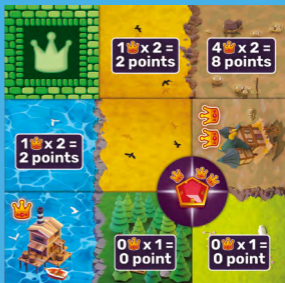 1 x 2 =
2 points
4 x 2 =
8 points
1 x 2 =
2 points
0 x 1 =
0 point
0 x 1 =
0 point